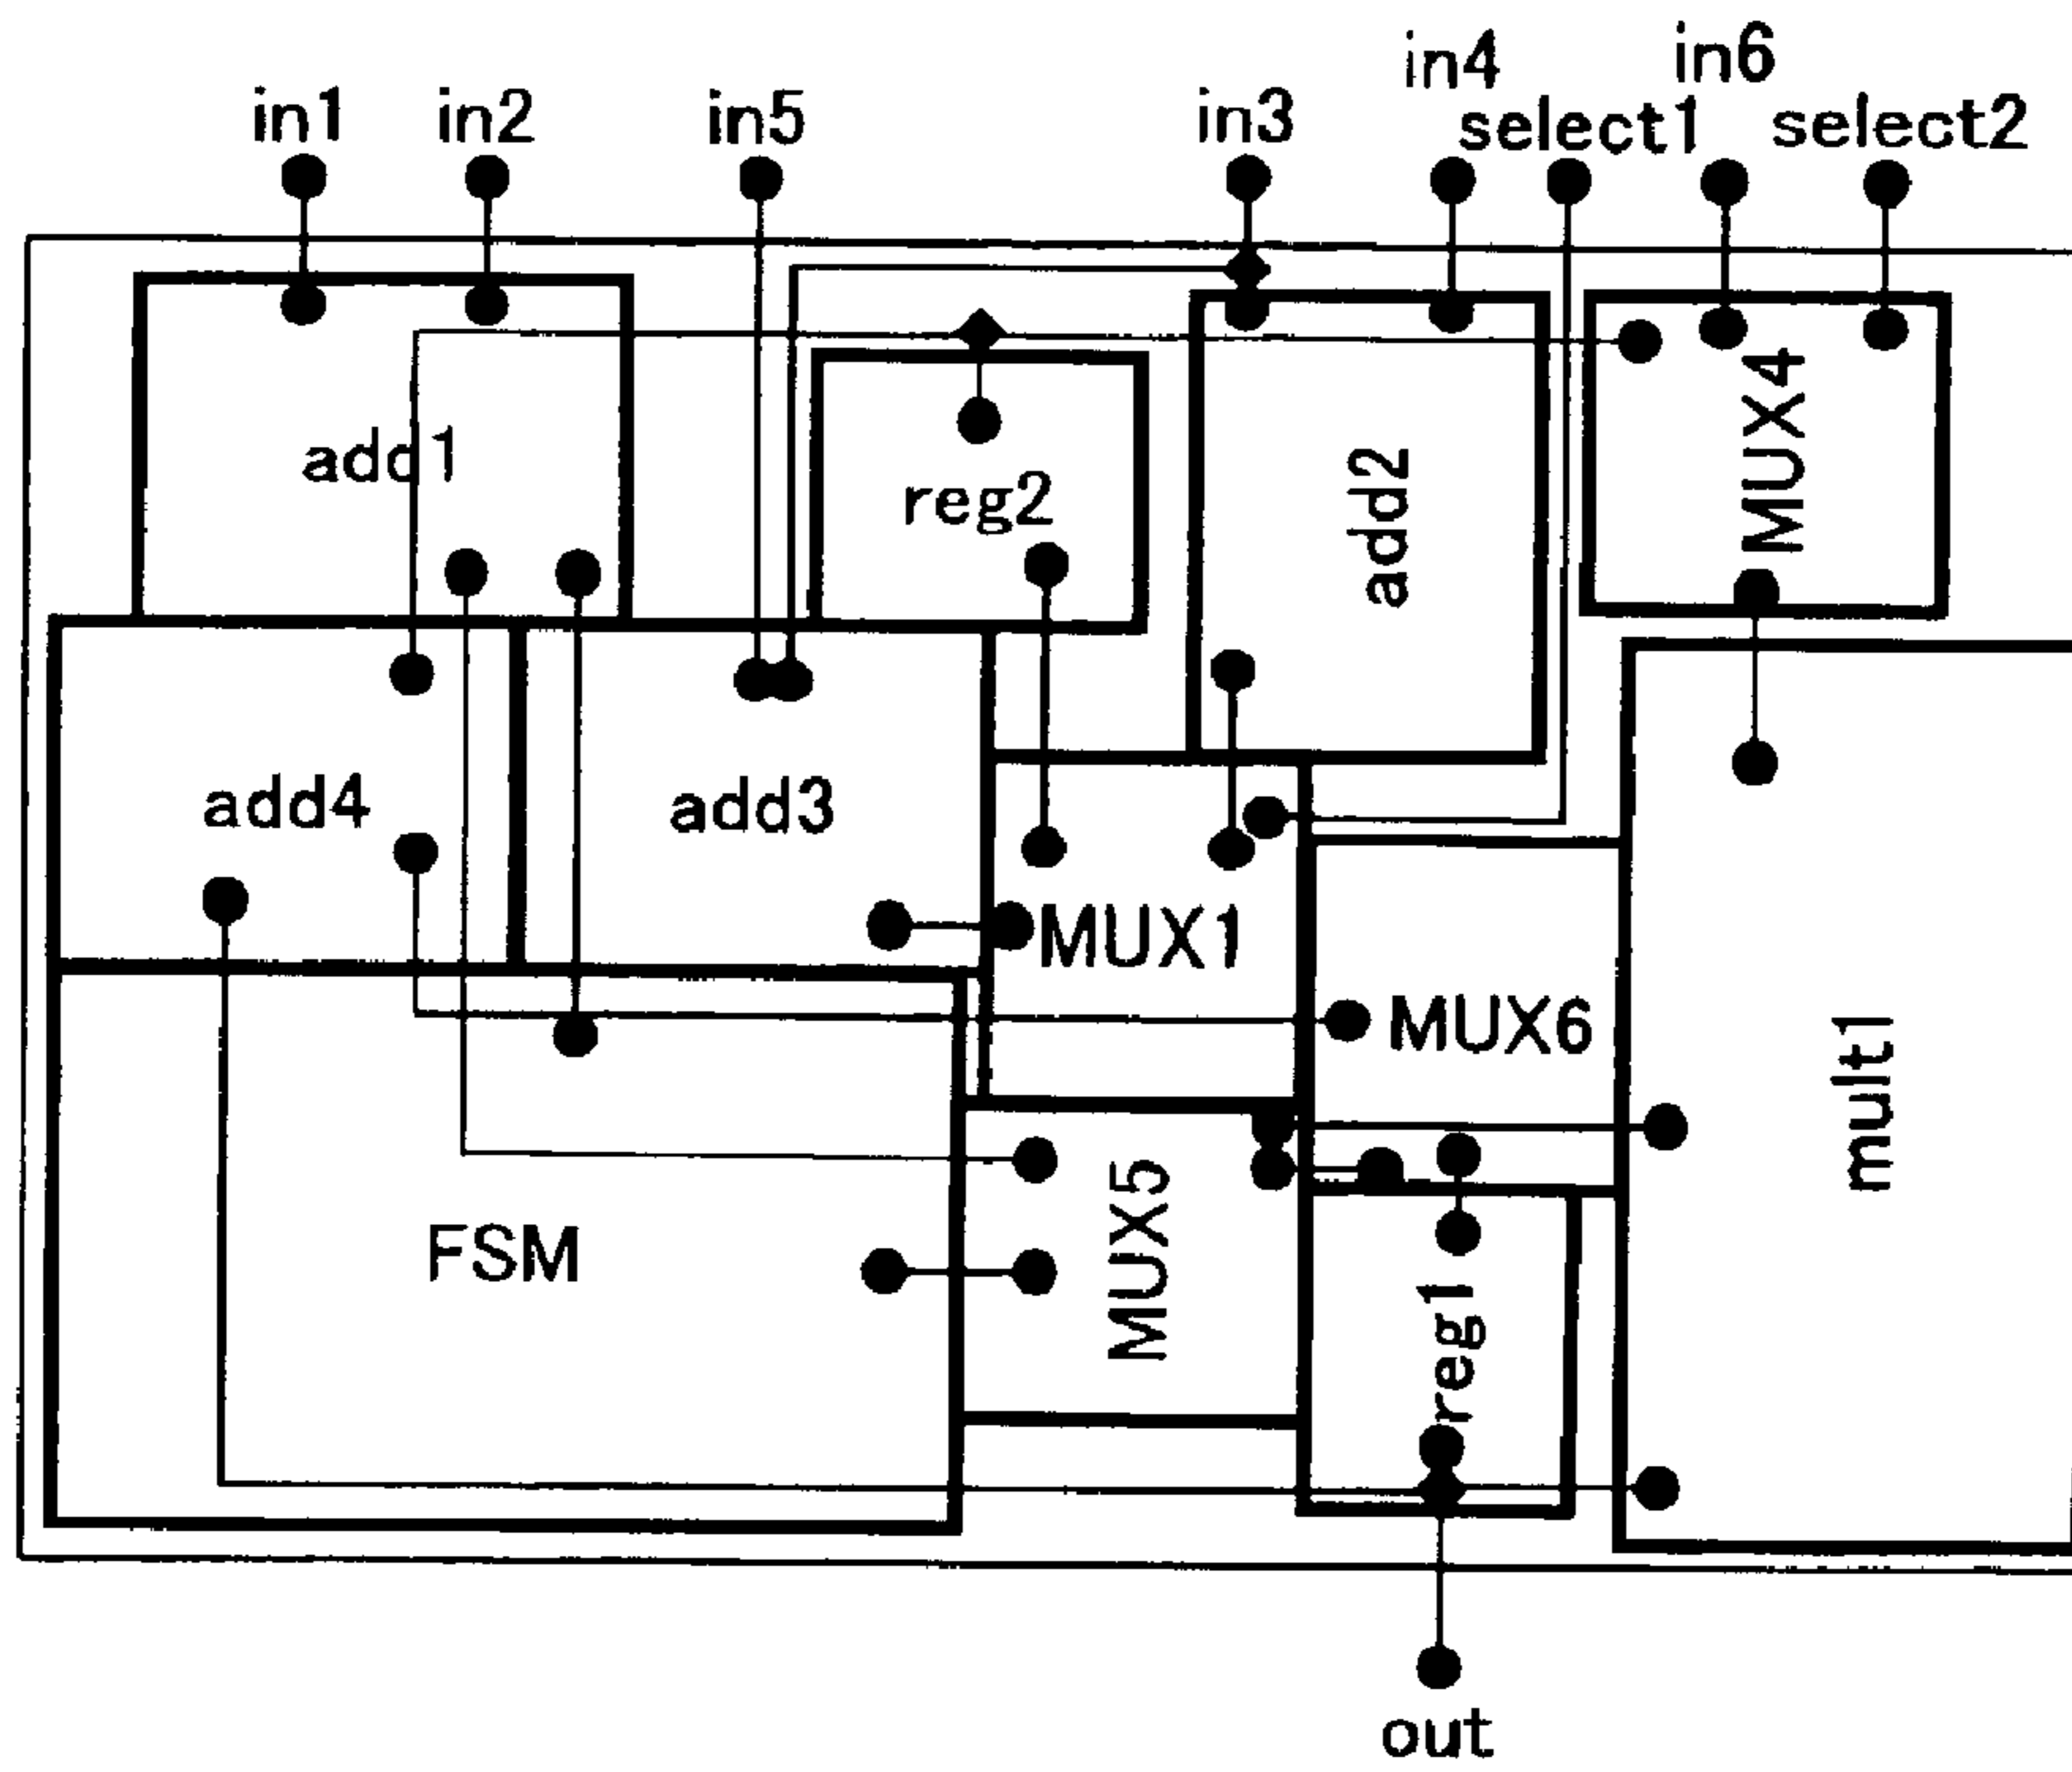 in4
in6
in1
in2
in5
in3
select1
select2
add1
reg2
add2
MUX4
add4
add3
MUX1
MUX6
mult1
FSM
MUX5
reg1
out